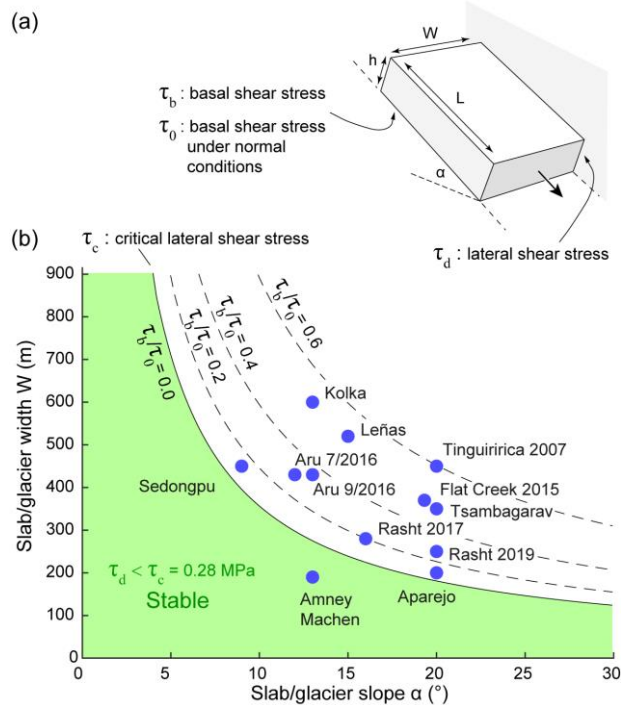 (a)
W
h
L
α
τb : basal shear stress
τ0 : basal shear stress
under normal
conditions
τd : lateral shear stress
(b)
τc : critical lateral shear stress
900
800
700
600
500
400
300
200
100
0
Slab/glacier width W (m)
τb/τ0 = 0.0
τb/τ0 = 0.2
τb/τ0 = 0.4
τb/τ0 = 0.6
Kolka
Leñas
Tinguiririca 2007
Aru 7/2016
Aru 9/2016
Sedongpu
Flat Creek 2015
Tsambagarav
Rasht 2017
Rasht 2019
τd < τc = 0.28 MPa
Stable
Amney
Machen
Aparejo
0 5 10 15 20 25 30
Slab/glacier slope α (°)